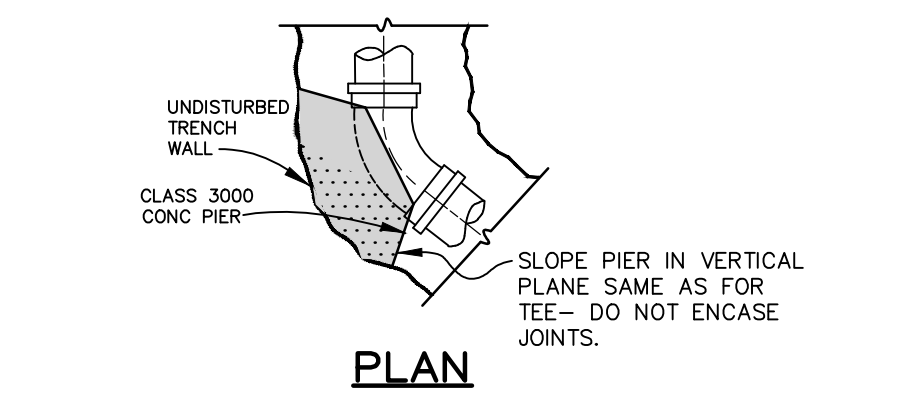 UNDISTURBED
TRENCH
WALL
CLASS 3000
CONC PIER
SLOPE PIER IN VERTICAL
PLANE SAME AS FOR
TEE– DO NOT ENCASE
JOINTS.
PLAN